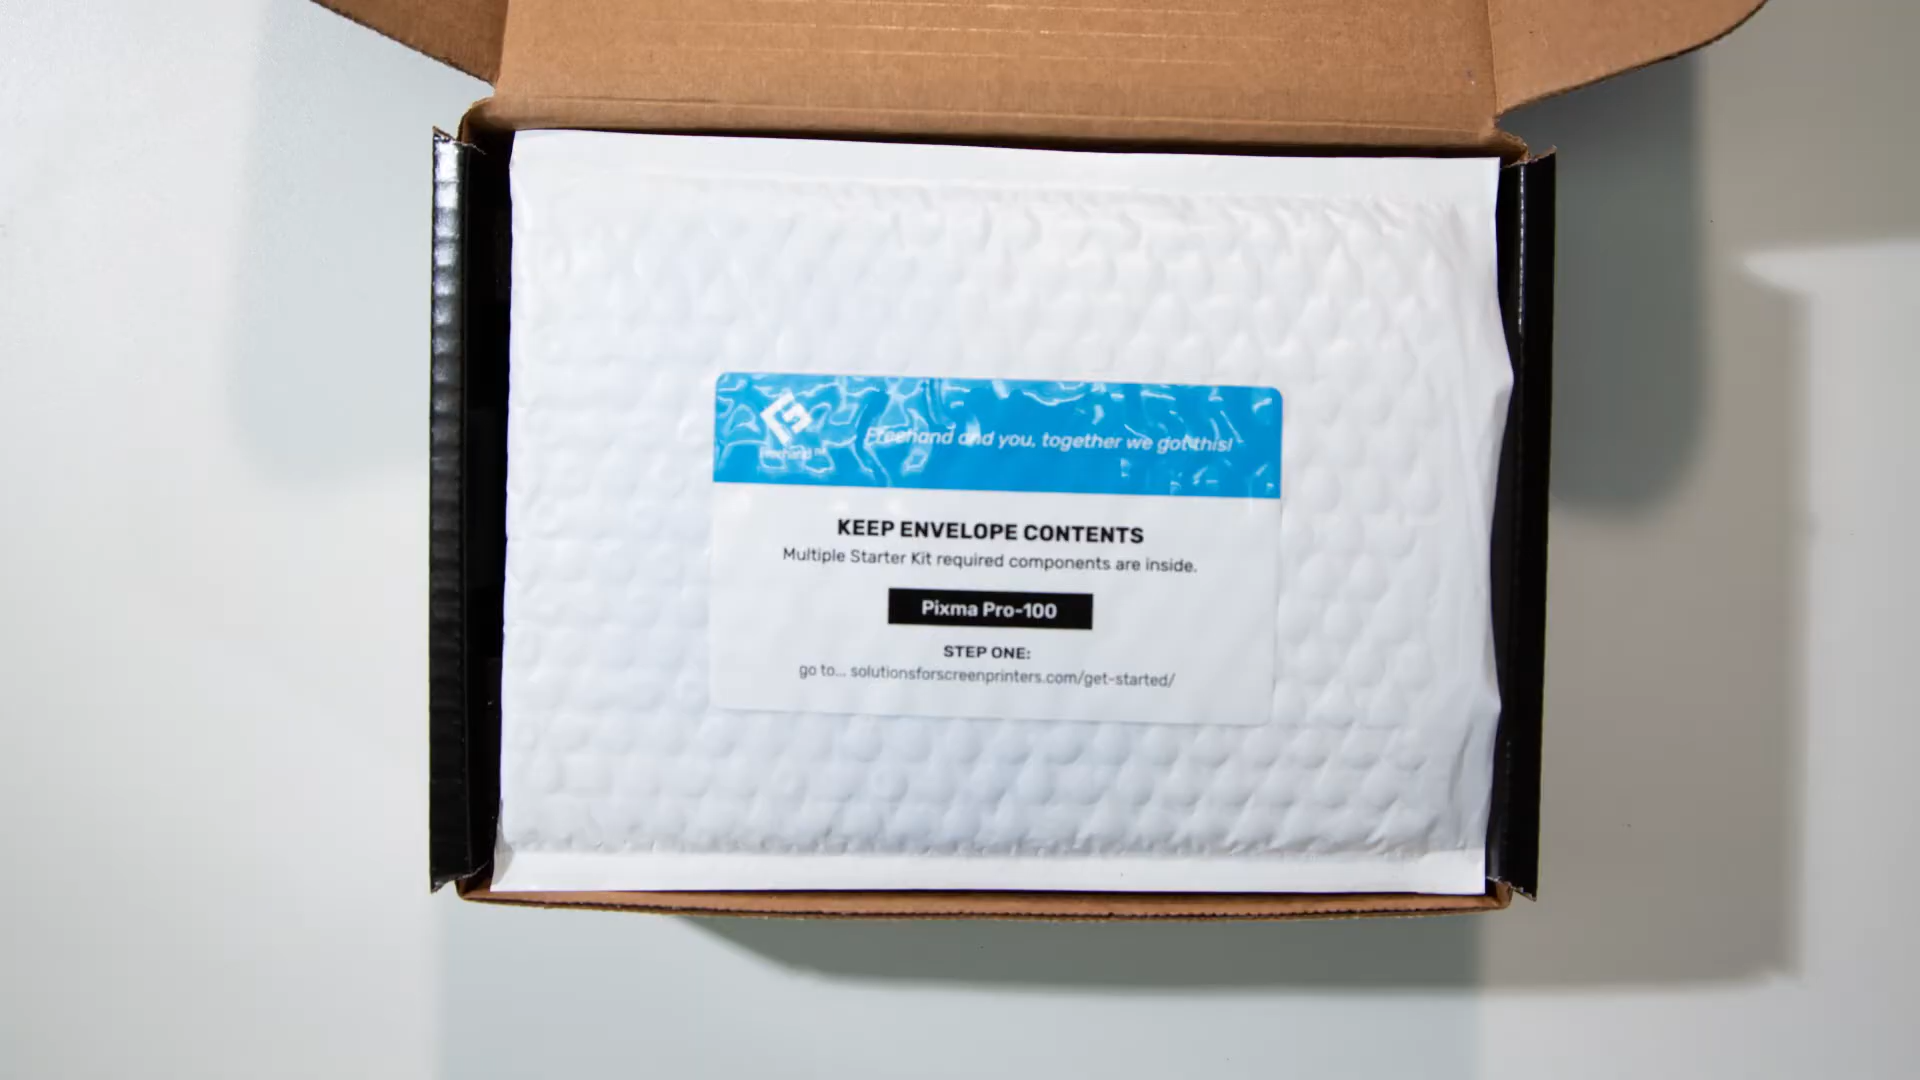 Freehand™
Freehand and you, together we got this!
KEEP ENVELOPE CONTENTS
Multiple Starter Kit required components are inside.
Pixma Pro-100
STEP ONE:
go to... solutionsforscreenprinters.com/get-started/